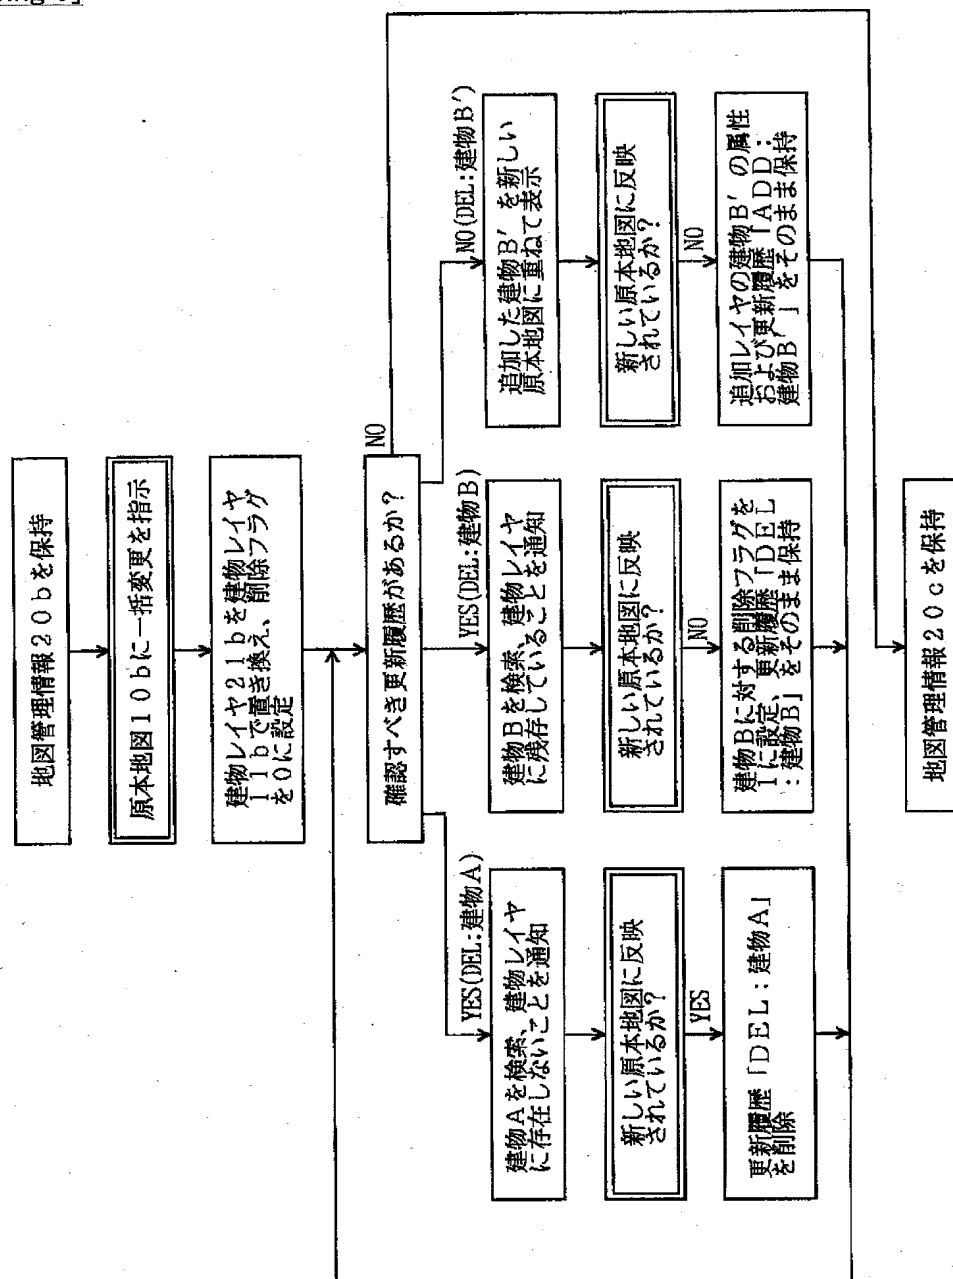 地図管理情報２０ｂを保持
原本地図１０ｂに一括変更を指示
建物レイヤ２１ｂを建物レイヤ
１１ｂで置き換え、削除フラグ
を０に設定
確認すべき更新履歴があるか？
NO
YES(DEL:建物A)
建物Ａを検索、建物レイヤ
に存在しないことを通知
新しい原本地図に反映
されているか？
YES
更新履歴「ＤＥＬ：建物Ａ」
を削除
YES(DEL:建物B)
建物Ｂを検索、建物レイヤ
に残存していることを通知
新しい原本地図に反映
されているか？
NO
建物Ｂに対する削除フラグを
１に設定、更新履歴「ＤＥＬ
：建物Ｂ」をそのまま保持
NO(DEL:建物B′)
追加した建物Ｂ′を新しい
原本地図に重ねて表示
新しい原本地図に反映
されているか？
NO
追加レイヤの建物Ｂ′の属性
および更新履歴「ＡＤＤ：
建物Ｂ′」をそのまま保持
地図管理情報２０ｃを保持